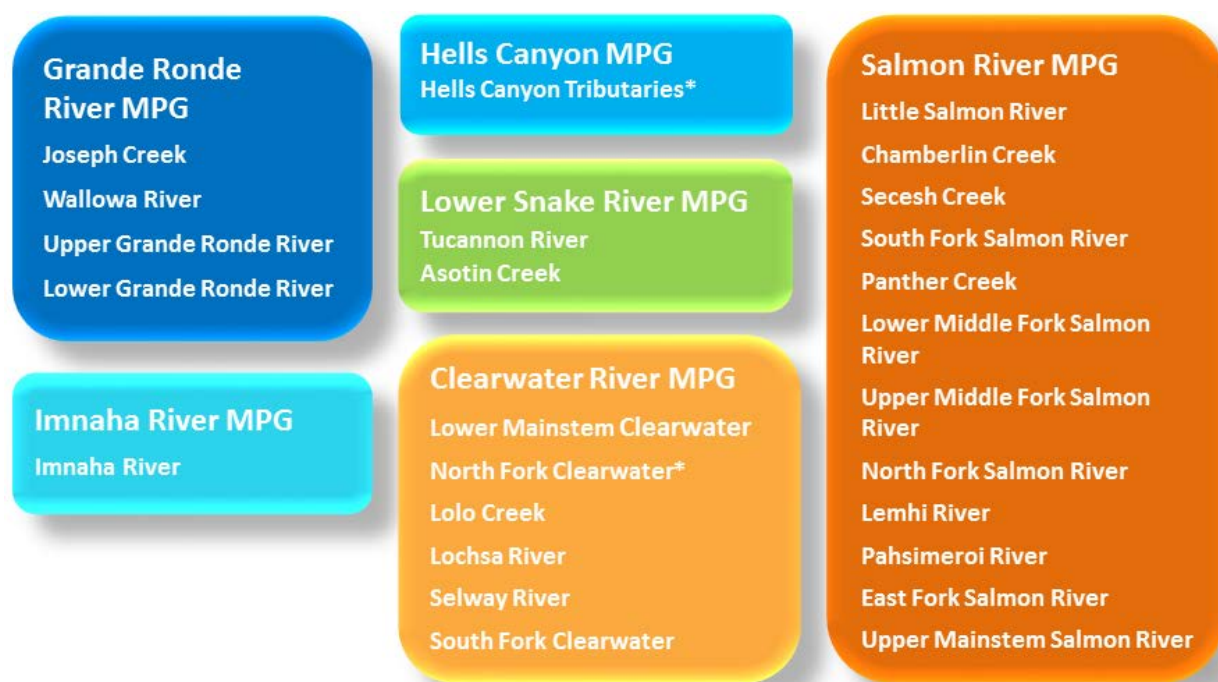 Grande Ronde
River MPG
Joseph Creek
Wallowa River
Upper Grande Ronde River
Lower Grande Ronde River
Imnaha River MPG
Imnaha River
Hells Canyon MPG
Hells Canyon Tributaries*
Lower Snake River MPG
Tucannon River
Asotin Creek
Clearwater River MPG
Lower Mainstem Clearwater
North Fork Clearwater*
Lolo Creek
Lochsa River
Selway River
South Fork Clearwater
Salmon River MPG
Little Salmon River
Chamberlin Creek
Secesh Creek
South Fork Salmon River
Panther Creek
Lower Middle Fork Salmon
River
Upper Middle Fork Salmon
River
North Fork Salmon River
Lemhi River
Pahsimeroi River
East Fork Salmon River
Upper Mainstem Salmon River